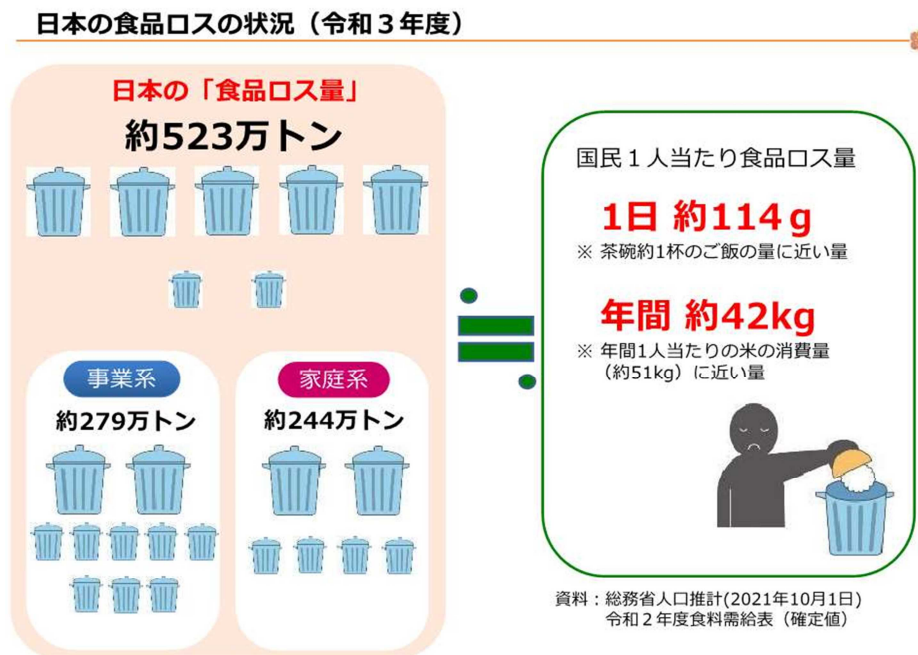 日本の食品ロスの状況（令和３年度）
日本の「食品ロス量」
約523万トン
事業系
約279万トン
家庭系
約244万トン
国民１人当たり食品ロス量
1日 約114ｇ
※ 茶碗約1杯のご飯の量に近い量
年間 約42kg
※ 年間1人当たりの米の消費量
（約51kg）に近い量
資料：総務省人口推計(2021年10月1日)
令和２年度食料需給表（確定値）